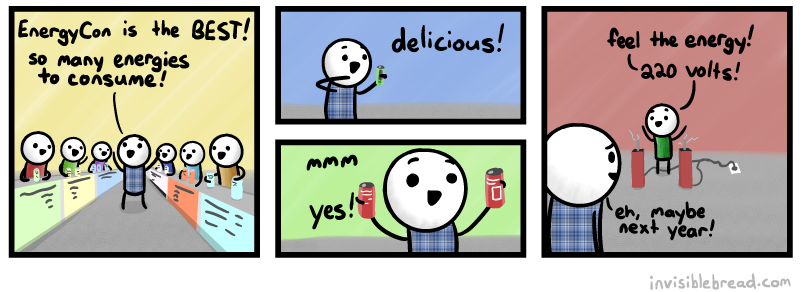 EnergyCon is the BEST!
so many energies
to consume!
delicious!
mmm
yes!
feel the energy!
220 volts!
eh, maybe
next year!
invisiblebread.com